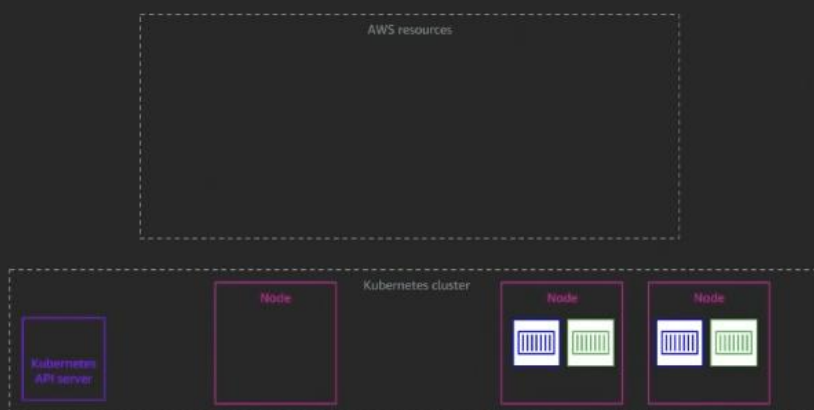 AWS resources
Kubernetes cluster
Node
Node
Node
Kubernetes
API server